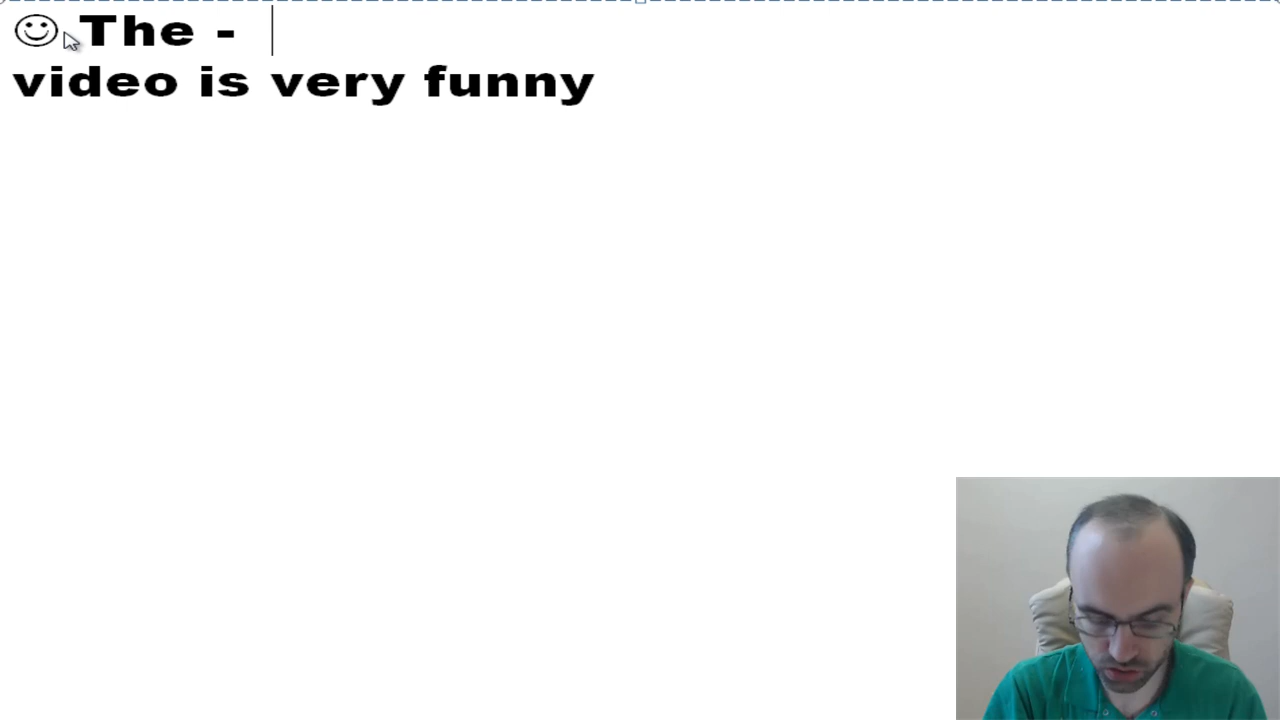 ☺ The -
video is very funny